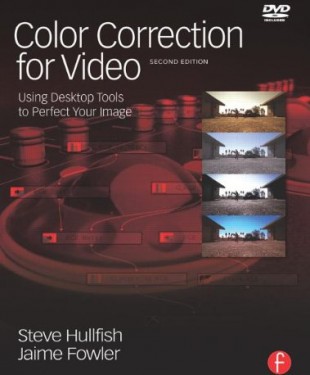 DVD
Color Correction
for Video SECOND EDITION
Using Desktop Tools
to Perfect Your Image
Steve Hullfish
Jaime Fowler
f